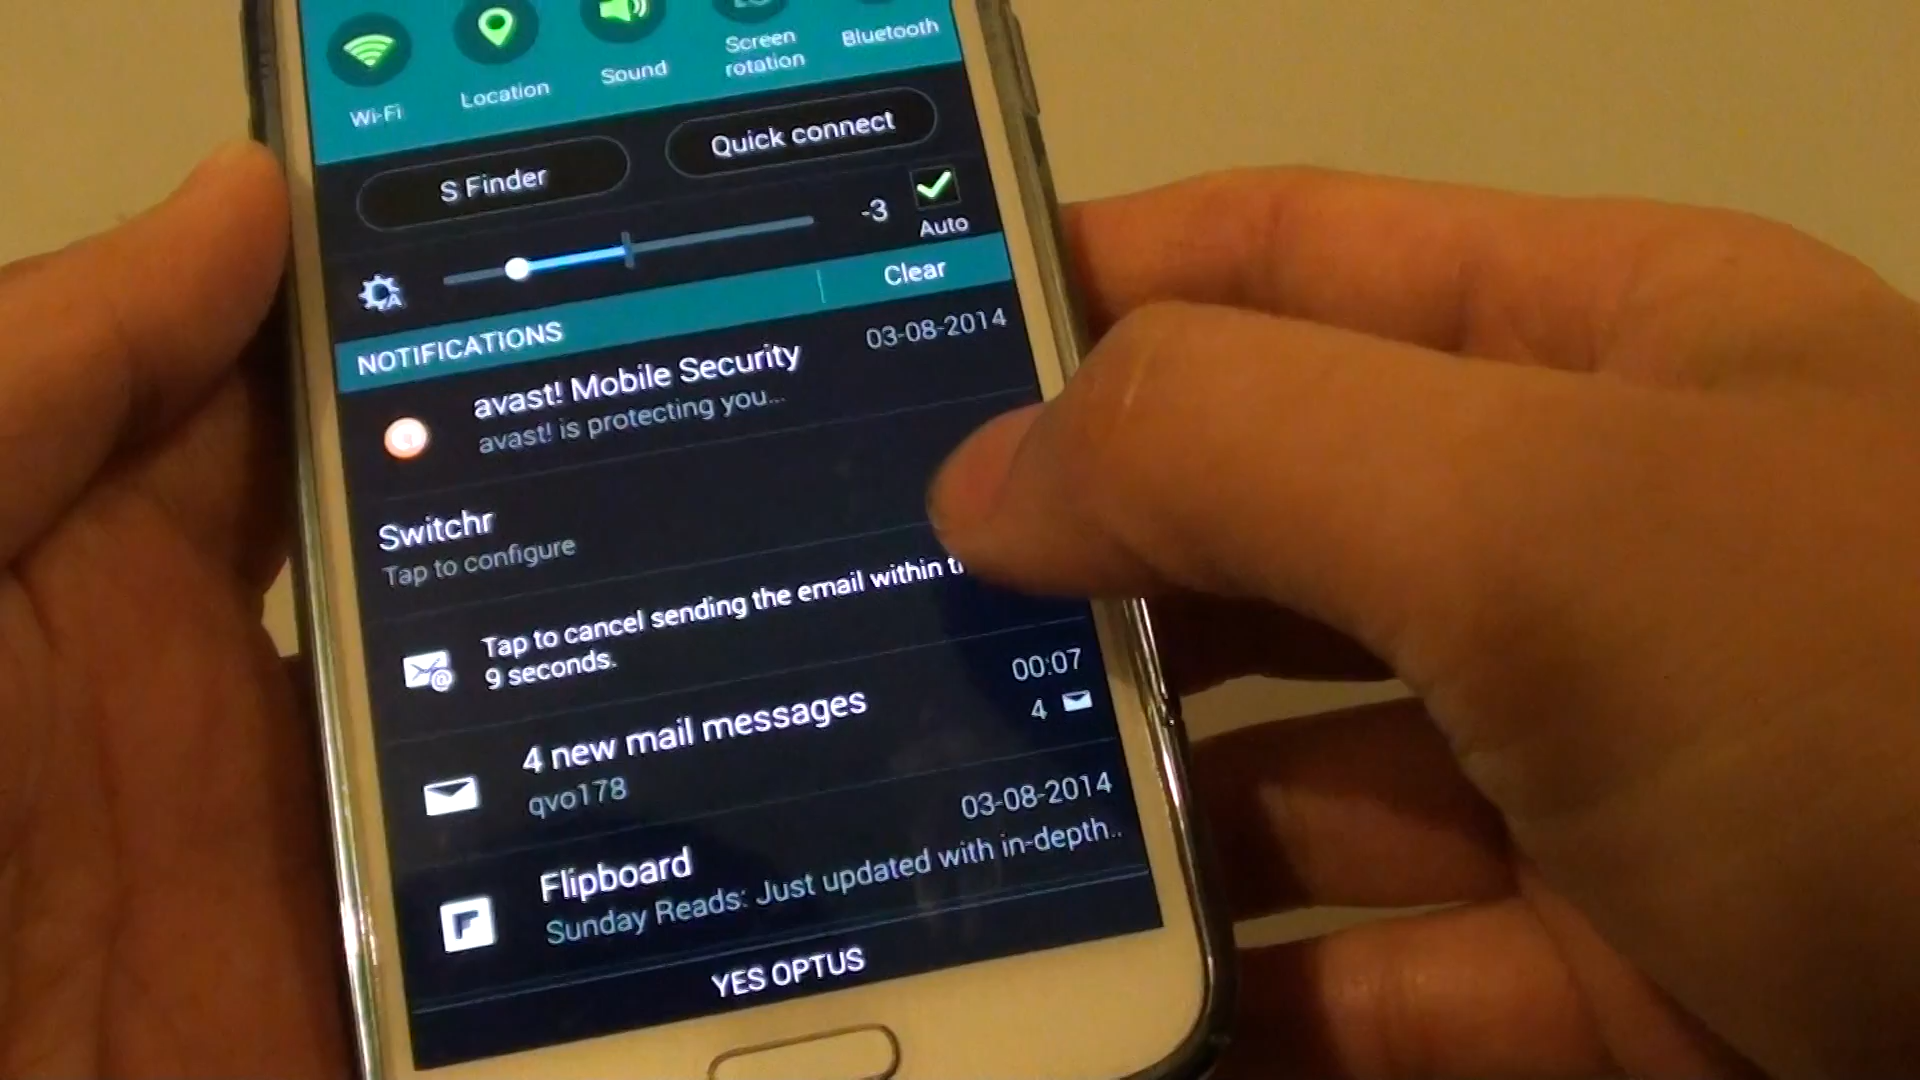 Wi-Fi
Location
Sound
Screen
rotation
Bluetooth
S Finder
Quick connect
-3
Auto
NOTIFICATIONS
Clear
avast! Mobile Security
03-08-2014
avast! is protecting you...
Switchr
Tap to configure
Tap to cancel sending the email within
9 seconds.
4 new mail messages
00:07
qvo178
4
Flipboard
03-08-2014
Sunday Reads: Just updated with in-depth..
YES OPTUS